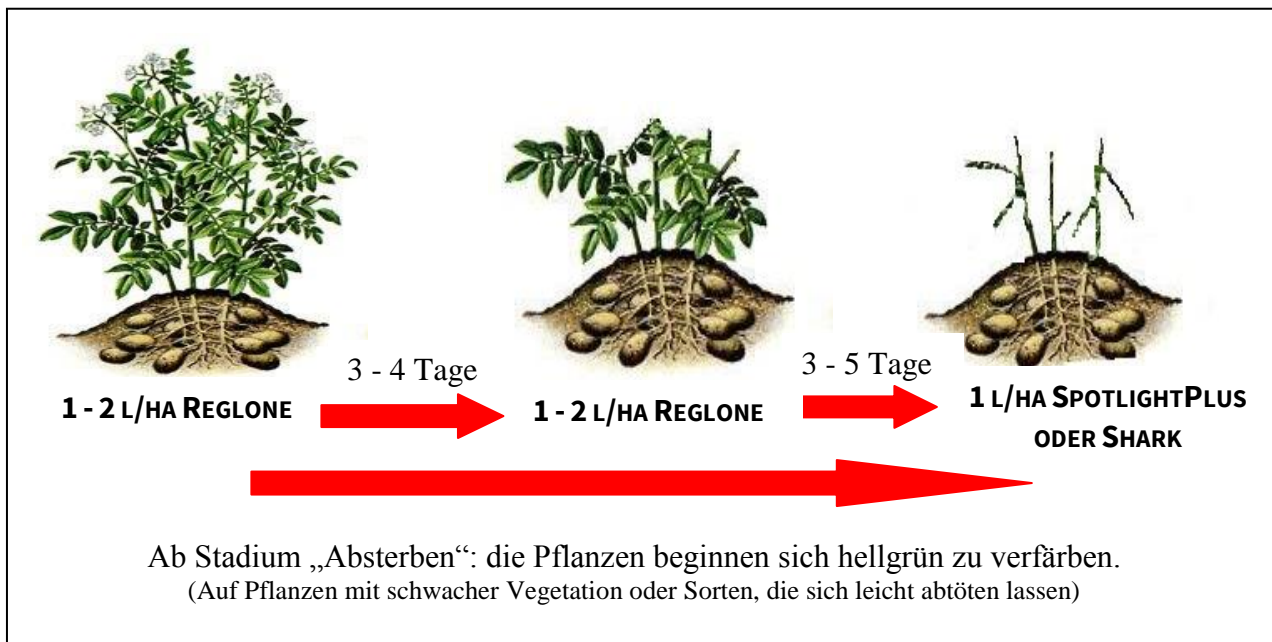 3 - 4 Tage
3 - 5 Tage
1 - 2 L/HA REGLONE
1 - 2 L/HA REGLONE
1 L/HA SPOTLIGHTPLUS
ODER SHARK
Ab Stadium „Absterben“: die Pflanzen beginnen sich hellgrün zu verfärben.
(Auf Pflanzen mit schwacher Vegetation oder Sorten, die sich leicht abtöten lassen)